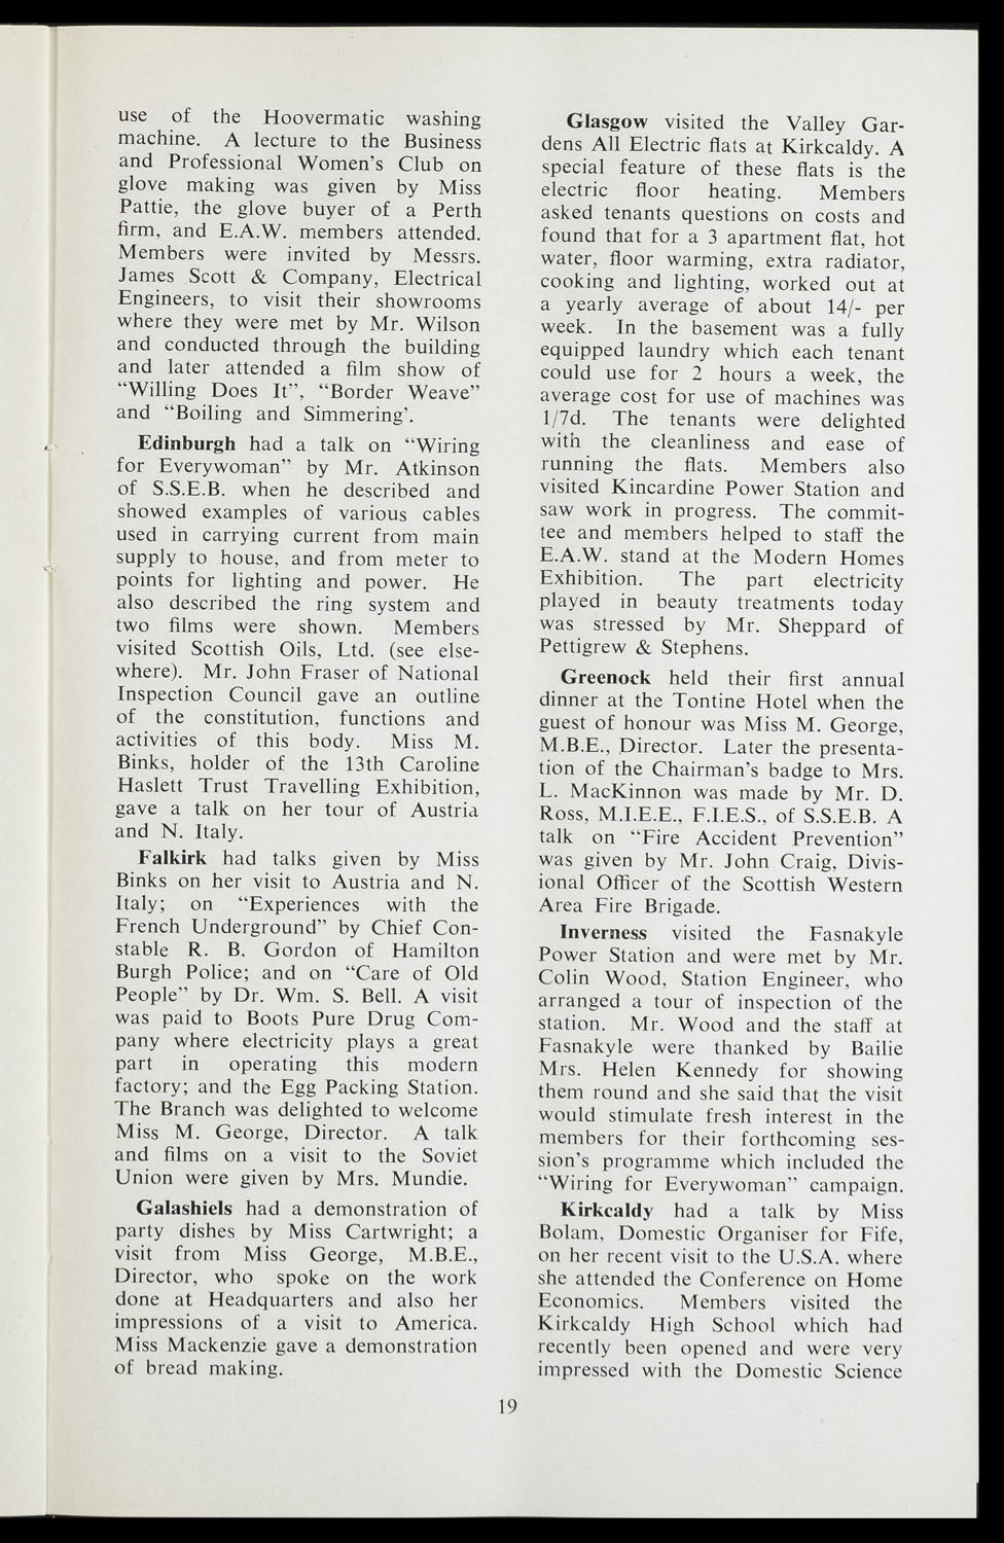 use of the Hoovermatic washing
machine. A lecture to the Business
and Professional Women's Club on
glove making was given by Miss
Pattie, the glove buyer of a Perth
firm, and E.A.W. members attended.
Members were invited by Messrs.
James Scott & Company, Electrical
Engineers, to visit their showrooms
where they were met by Mr. Wilson
and conducted through the building
and later attended a film show of
“Willing Does It”, “Border Weave”
and “Boiling and Simmering’.
Edinburgh had a talk on “Wiring
for Everywoman” by Mr. Atkinson
of S.S.E.B. when he described and
showed examples of various cables
used in carrying current from main
supply to house, and from meter to
points for lighting and power. He
also described the ring system and
two films were shown. Members
visited Scottish Oils, Ltd. (see else-
where). Mr. John Fraser of National
Inspection Council gave an outline
of the constitution, functions and
activities of this body. Miss M.
Binks, holder of the 13th Caroline
Haslett Trust Travelling Exhibition,
gave a talk on her tour of Austria
and N. Italy.
Falkirk had talks given by Miss
Binks on her visit to Austria and N.
Italy; on “Experiences with the
French Underground” by Chief Con-
stable R. B. Gordon of Hamilton
Burgh Police; and on “Care of Old
People” by Dr. Wm. S. Bell. A visit
was paid to Boots Pure Drug Com-
pany where electricity plays a great
part in operating this modern
factory; and the Egg Packing Station.
The Branch was delighted to welcome
Miss M. George, Director. A talk
and films on a visit to the Soviet
Union were given by Mrs. Mundie.
Galashiels had a demonstration of
party dishes by Miss Cartwright; a
visit from Miss George, M.B.E.,
Director, who spoke on the work
done at Headquarters and also her
impressions of a visit to America.
Miss Mackenzie gave a demonstration
of bread making.
Glasgow visited the Valley Gar-
dens All Electric flats at Kirkcaldy. A
special feature of these flats is the
electric floor heating. Members
asked tenants questions on costs and
found that for a 3 apartment flat, hot
water, floor warming, extra radiator,
cooking and lighting, worked out at
a yearly average of about 14/- per
week. In the basement was a fully
equipped laundry which each tenant
could use for 2 hours a week, the
average cost for use of machines was
1/7d. The tenants were delighted
with the cleanliness and ease of
running the flats. Members also
visited Kincardine Power Station and
saw work in progress. The commit-
tee and members helped to staff the
E.A.W. stand at the Modern Homes
Exhibition. The part electricity
played in beauty treatments today
was stressed by Mr. Sheppard of
Pettigrew & Stephens.
Greenock held their first annual
dinner at the Tontine Hotel when the
guest of honour was Miss M. George,
M.B.E., Director. Later the presenta-
tion of the Chairman's badge to Mrs.
L. MacKinnon was made by Mr. D.
Ross, M.I.E.E., F.I.E.S., of S.S.E.B. A
talk on “Fire Accident Prevention”
was given by Mr. John Craig, Divis-
ional Officer of the Scottish Western
Area Fire Brigade.
Inverness visited the Fasnakyle
Power Station and were met by Mr.
Colin Wood, Station Engineer, who
arranged a tour of inspection of the
station. Mr. Wood and the staff at
Fasnakyle were thanked by Bailie
Mrs. Helen Kennedy for showing
them round and she said that the visit
would stimulate fresh interest in the
members for their forthcoming ses-
sion's programme which included the
“Wiring for Everywoman” campaign.
Kirkcaldy had a talk by Miss
Bolam, Domestic Organiser for Fife,
on her recent visit to the U.S.A. where
she attended the Conference on Home
Economics. Members visited the
Kirkcaldy High School which had
recently been opened and were very
impressed with the Domestic Science
19